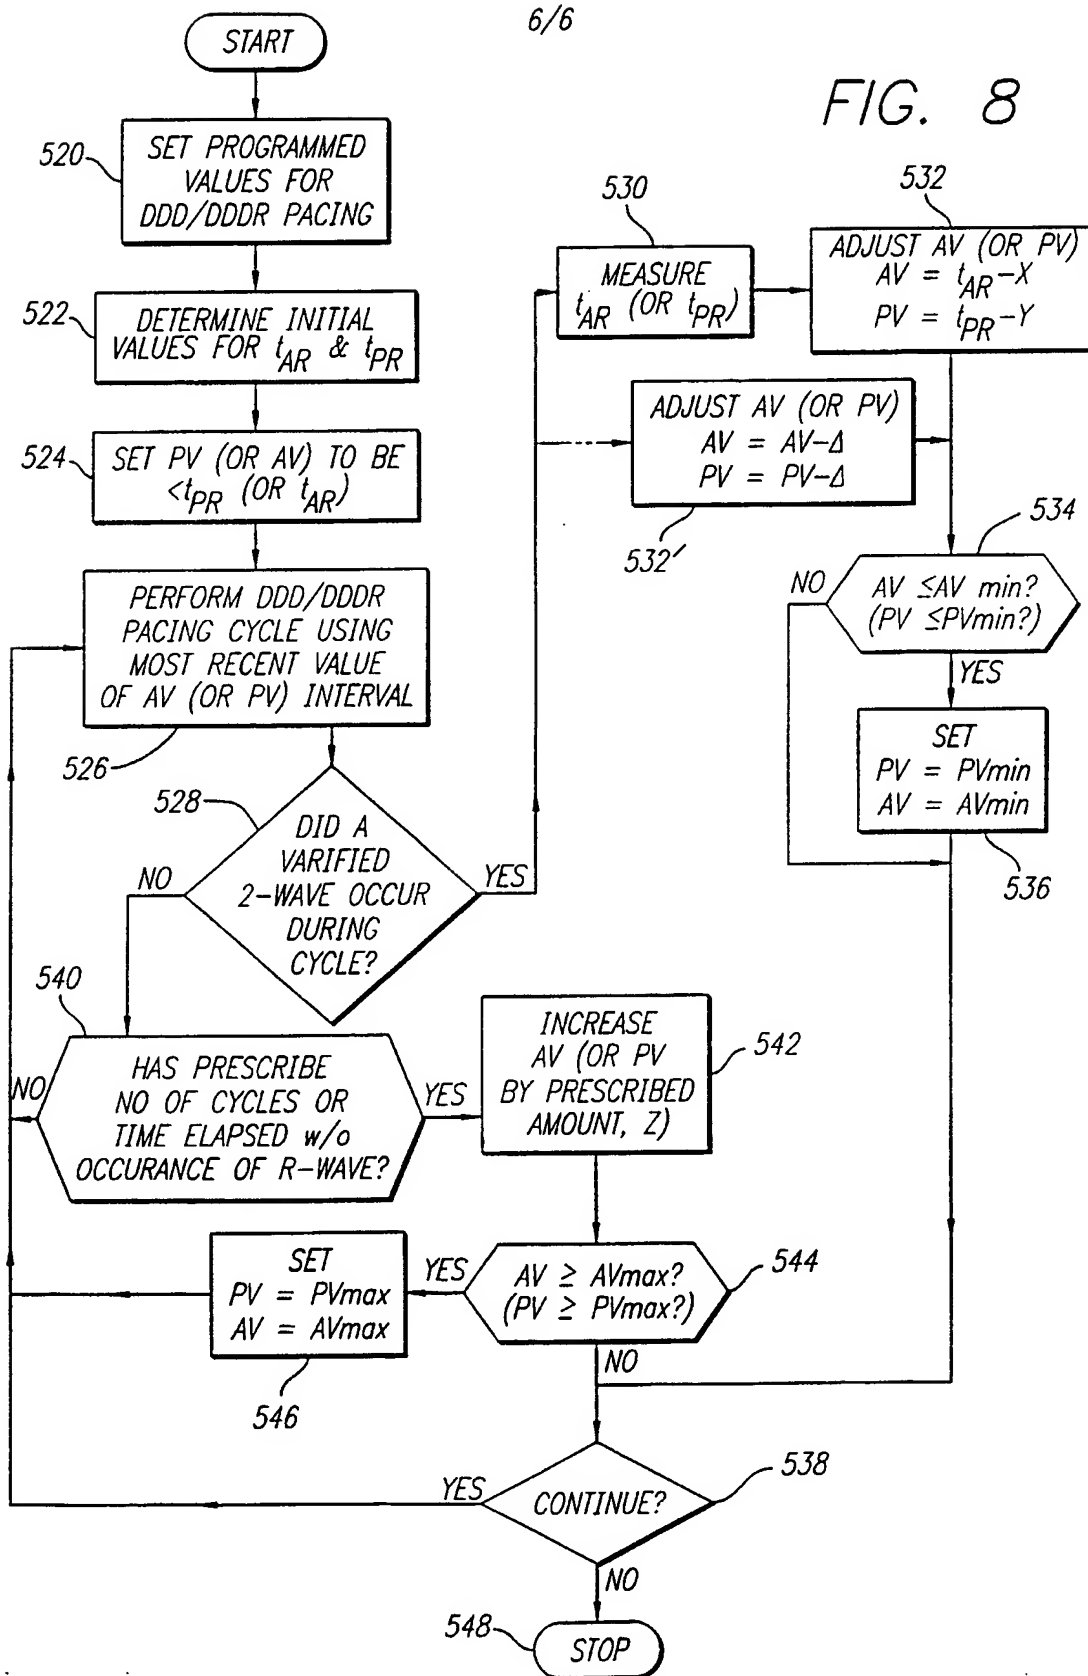 6/6
FIG. 8
START
520
SET PROGRAMMED
VALUES FOR
DDD/DDDR PACING
522
DETERMINE INITIAL
VALUES FOR tAR & tPR
524
SET PV (OR AV) TO BE
<tPR (OR tAR)
PERFORM DDD/DDDR
PACING CYCLE USING
MOST RECENT VALUE
OF AV (OR PV) INTERVAL
526
528
DID A
VARIFIED
2-WAVE OCCUR
DURING
CYCLE?
NO
YES
530
MEASURE
tAR (OR tPR)
532
ADJUST AV (OR PV)
AV = tAR-X
PV = tPR-Y
ADJUST AV (OR PV)
AV = AV-Δ
PV = PV-Δ
532'
534
AV ≤AV min?
(PV ≤PVmin?)
NO
YES
SET
PV = PVmin
AV = AVmin
536
540
HAS PRESCRIBE
NO OF CYCLES OR
TIME ELAPSED w/o
OCCURANCE OF R-WAVE?
NO
YES
INCREASE
AV (OR PV
BY PRESCRIBED
AMOUNT, Z)
542
AV ≥ AVmax?
(PV ≥ PVmax?)
544
YES
NO
SET
PV = PVmax
AV = AVmax
546
CONTINUE?
538
YES
NO
548
STOP